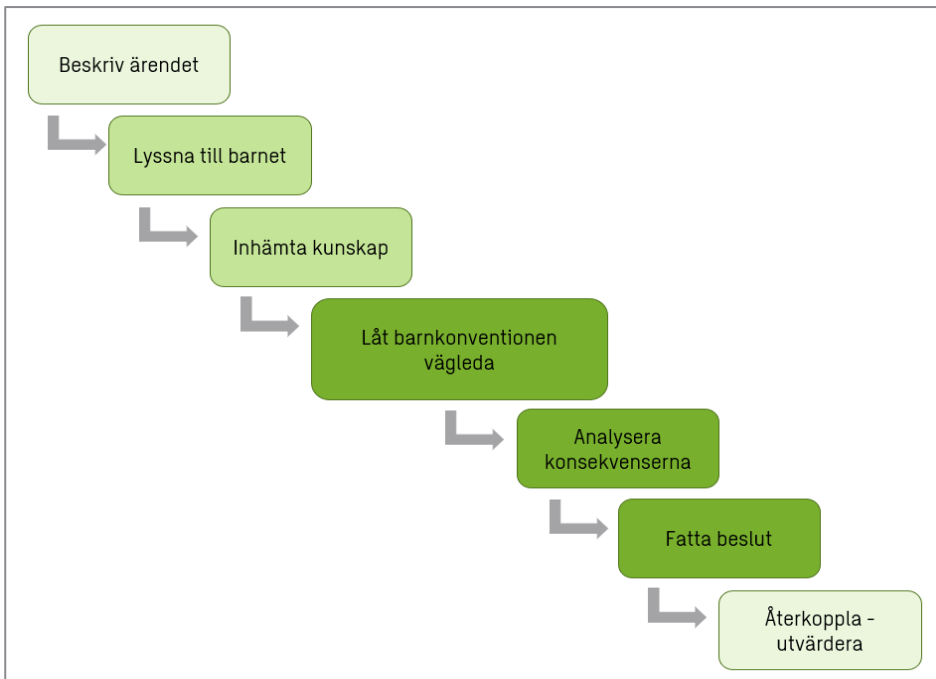 Beskriv ärendet
Lyssna till barnet
Inhämta kunskap
Låt barnkonventionen
vägleda
Analysera
konsekvenserna
Fatta beslut
Återkoppla -
utvärdera